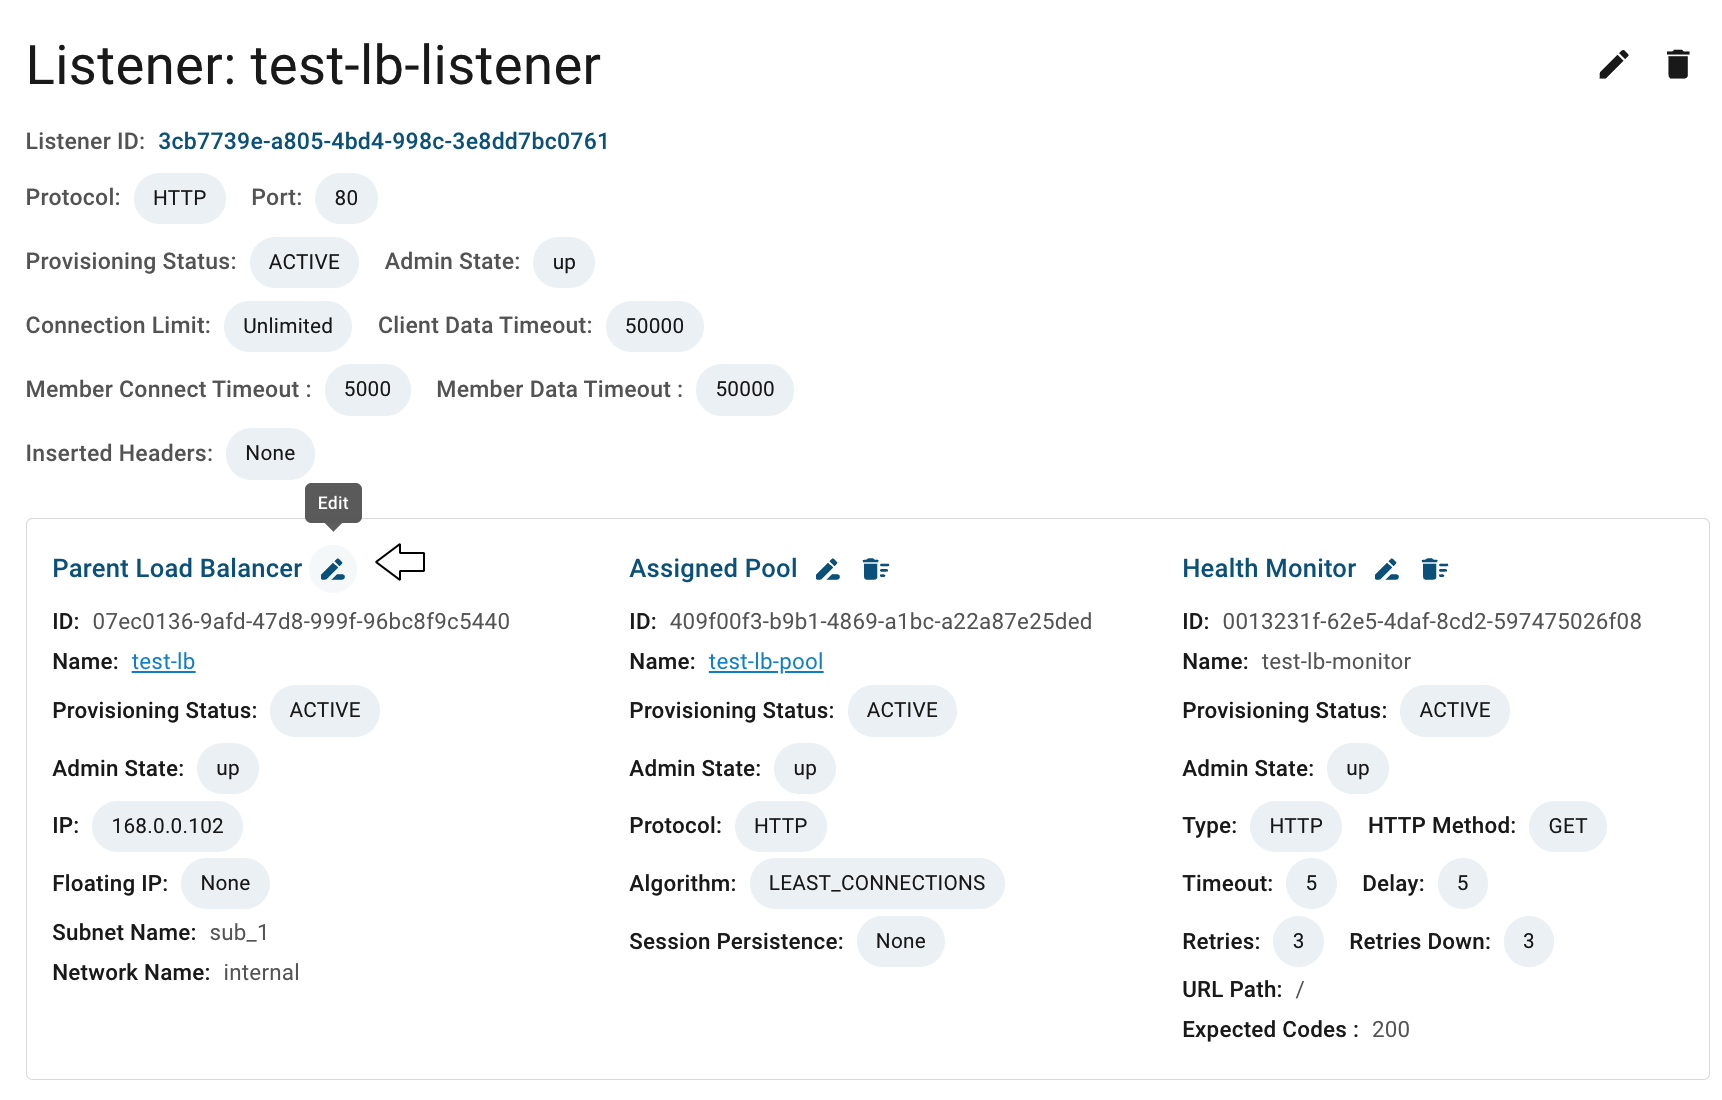 Listener: test-lb-listener
Listener ID: 3cb7739e-a805-4bd4-998c-3e8dd7bc0761
Protocol: HTTP Port: 80
Provisioning Status: ACTIVE Admin State: up
Connection Limit: Unlimited Client Data Timeout: 50000
Member Connect Timeout : 5000 Member Data Timeout : 50000
Inserted Headers: None
Edit
Parent Load Balancer
ID: 07ec0136-9afd-47d8-999f-96bc8f9c5440
Name: test-lb
Provisioning Status: ACTIVE
Admin State: up
IP: 168.0.0.102
Floating IP: None
Subnet Name: sub_1
Network Name: internal
Assigned Pool
ID: 409f00f3-b9b1-4869-a1bc-a22a87e25ded
Name: test-lb-pool
Provisioning Status: ACTIVE
Admin State: up
Protocol: HTTP
Algorithm: LEAST_CONNECTIONS
Session Persistence: None
Health Monitor
ID: 0013231f-62e5-4daf-8cd2-597475026f08
Name: test-lb-monitor
Provisioning Status: ACTIVE
Admin State: up
Type: HTTP HTTP Method: GET
Timeout: 5 Delay: 5
Retries: 3 Retries Down: 3
URL Path: /
Expected Codes : 200